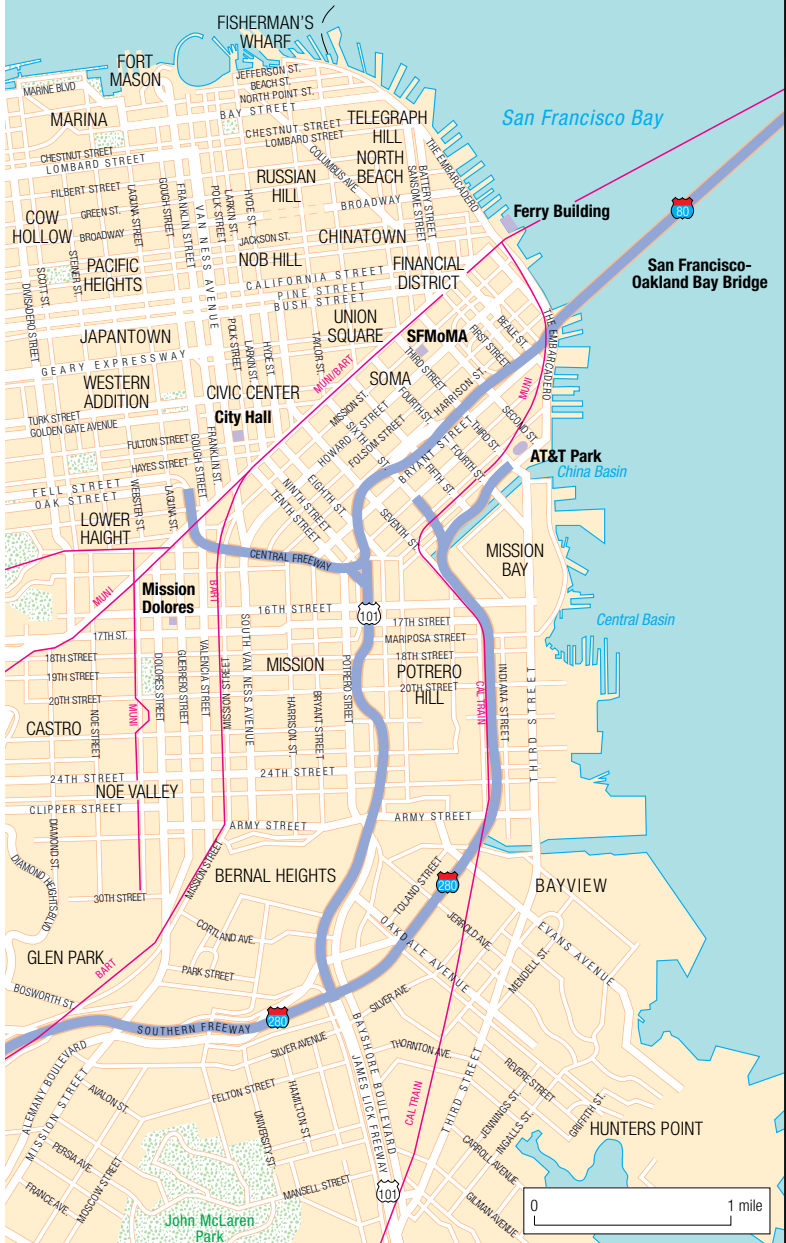 FISHERMAN'S
WHARF
FORT
MASON
JEFFERSON ST.
BEACH ST.
NORTH POINT ST.
MARINE BLVD
BAY STREET
MARINA
TELEGRAPH
HILL
San Francisco Bay
CHESTNUT STREET
LOMBARD STREET
CHESTNUT STREET
LOMBARD STREET
COLUMBUS AVE.
NORTH
BEACH
THE EMBARCADERO
FILBERT STREET
RUSSIAN
HILL
BATTERY STREET
SANSOME STREET
LAGUNA STREET
GOUGH STREET
FRANKLIN STREET
VAN NESS AVENUE
POLK STREET
LARKIN ST.
HYDE ST.
GREEN ST.
BROADWAY
Ferry Building
80
COW
HOLLOW
BROADWAY
JACKSON ST.
CHINATOWN
NOB HILL
PACIFIC
HEIGHTS
STEINER ST.
SCOTT ST.
DIVISADERO STREET
CALIFORNIA STREET
PINE STREET
BUSH STREET
FINANCIAL
DISTRICT
San Francisco-
Oakland Bay Bridge
UNION
SQUARE
SFMoMA
BEALE ST.
FIRST STREET
THE EMBARCADERO
JAPANTOWN
POLK STREET
LARKIN ST.
HYDE ST.
TAYLOR ST.
MUNI/BART
THIRD STREET
GEARY EXPRESSWAY
SOMA
HARRISON ST.
MUNI
WESTERN
ADDITION
CIVIC CENTER
City Hall
MISSION ST.
FOURTH ST.
HOWARD STREET
FOLSOM STREET
SIXTH ST.
BRYANT STREET
THIRD ST.
SECOND ST.
TURK STREET
GOLDEN GATE AVENUE
FULTON STREET
HAYES STREET
FRANKLIN ST.
GOUGH STREET
AT&T Park
China Basin
FOURTH ST.
FIFTH ST.
FELL STREET
OAK STREET
WEBSTER ST.
LAGUNA ST.
EIGHTH ST.
NINTH STREET
TENTH STREET
SEVENTH ST.
LOWER
HAIGHT
CENTRAL FREEWAY
MISSION
BAY
MUNI
Mission
Dolores
BART
16TH STREET
101
17TH STREET
MARIPOSA STREET
18TH STREET
Central Basin
17TH ST.
18TH STREET
19TH STREET
20TH STREET
DOLORES STREET
GUERRERO STREET
VALENCIA STREET
MISSION STREET
SOUTH VAN NESS AVENUE
MISSION
POTRERO STREET
POTRERO
HILL
20TH STREET
CAL TRAIN
INDIANA STREET
THIRD STREET
CASTRO
NOE STREET
MUNI
HARRISON ST.
BRYANT STREET
24TH STREET
24TH STREET
NOE VALLEY
CLIPPER STREET
ARMY STREET
ARMY STREET
DIAMOND ST.
DIAMOND HEIGHTS BLVD
MISSION STREET
BERNAL HEIGHTS
TOLAND STREET
280
BAYVIEW
30TH STREET
CORTLAND AVE.
OAKDALE AVENUE
JERROLD AVE.
EVANS AVENUE
GLEN PARK
BART
PARK STREET
MENDELL ST.
BOSWORTH ST.
SILVER AVE.
SOUTHERN FREEWAY
280
SILVER AVENUE
THORNTON AVE.
ALEMANY BOULEVARD
MISSION STREET
AVALON ST.
FELTON STREET
HAMILTON ST.
UNIVERSITY ST.
BAYSHORE BOULEVARD
JAMES LICK FREEWAY
CAL TRAIN
THIRD STREET
REVERE STREET
JENNINGS ST.
INGALLS ST.
GRIFFITH ST.
HUNTERS POINT
CARROLL AVENUE
PERSIA AVE.
FRANCE AVE.
MOSCOW STREET
MANSELL STREET
101
GILMAN AVENUE
John McLaren
Park
0 1 mile